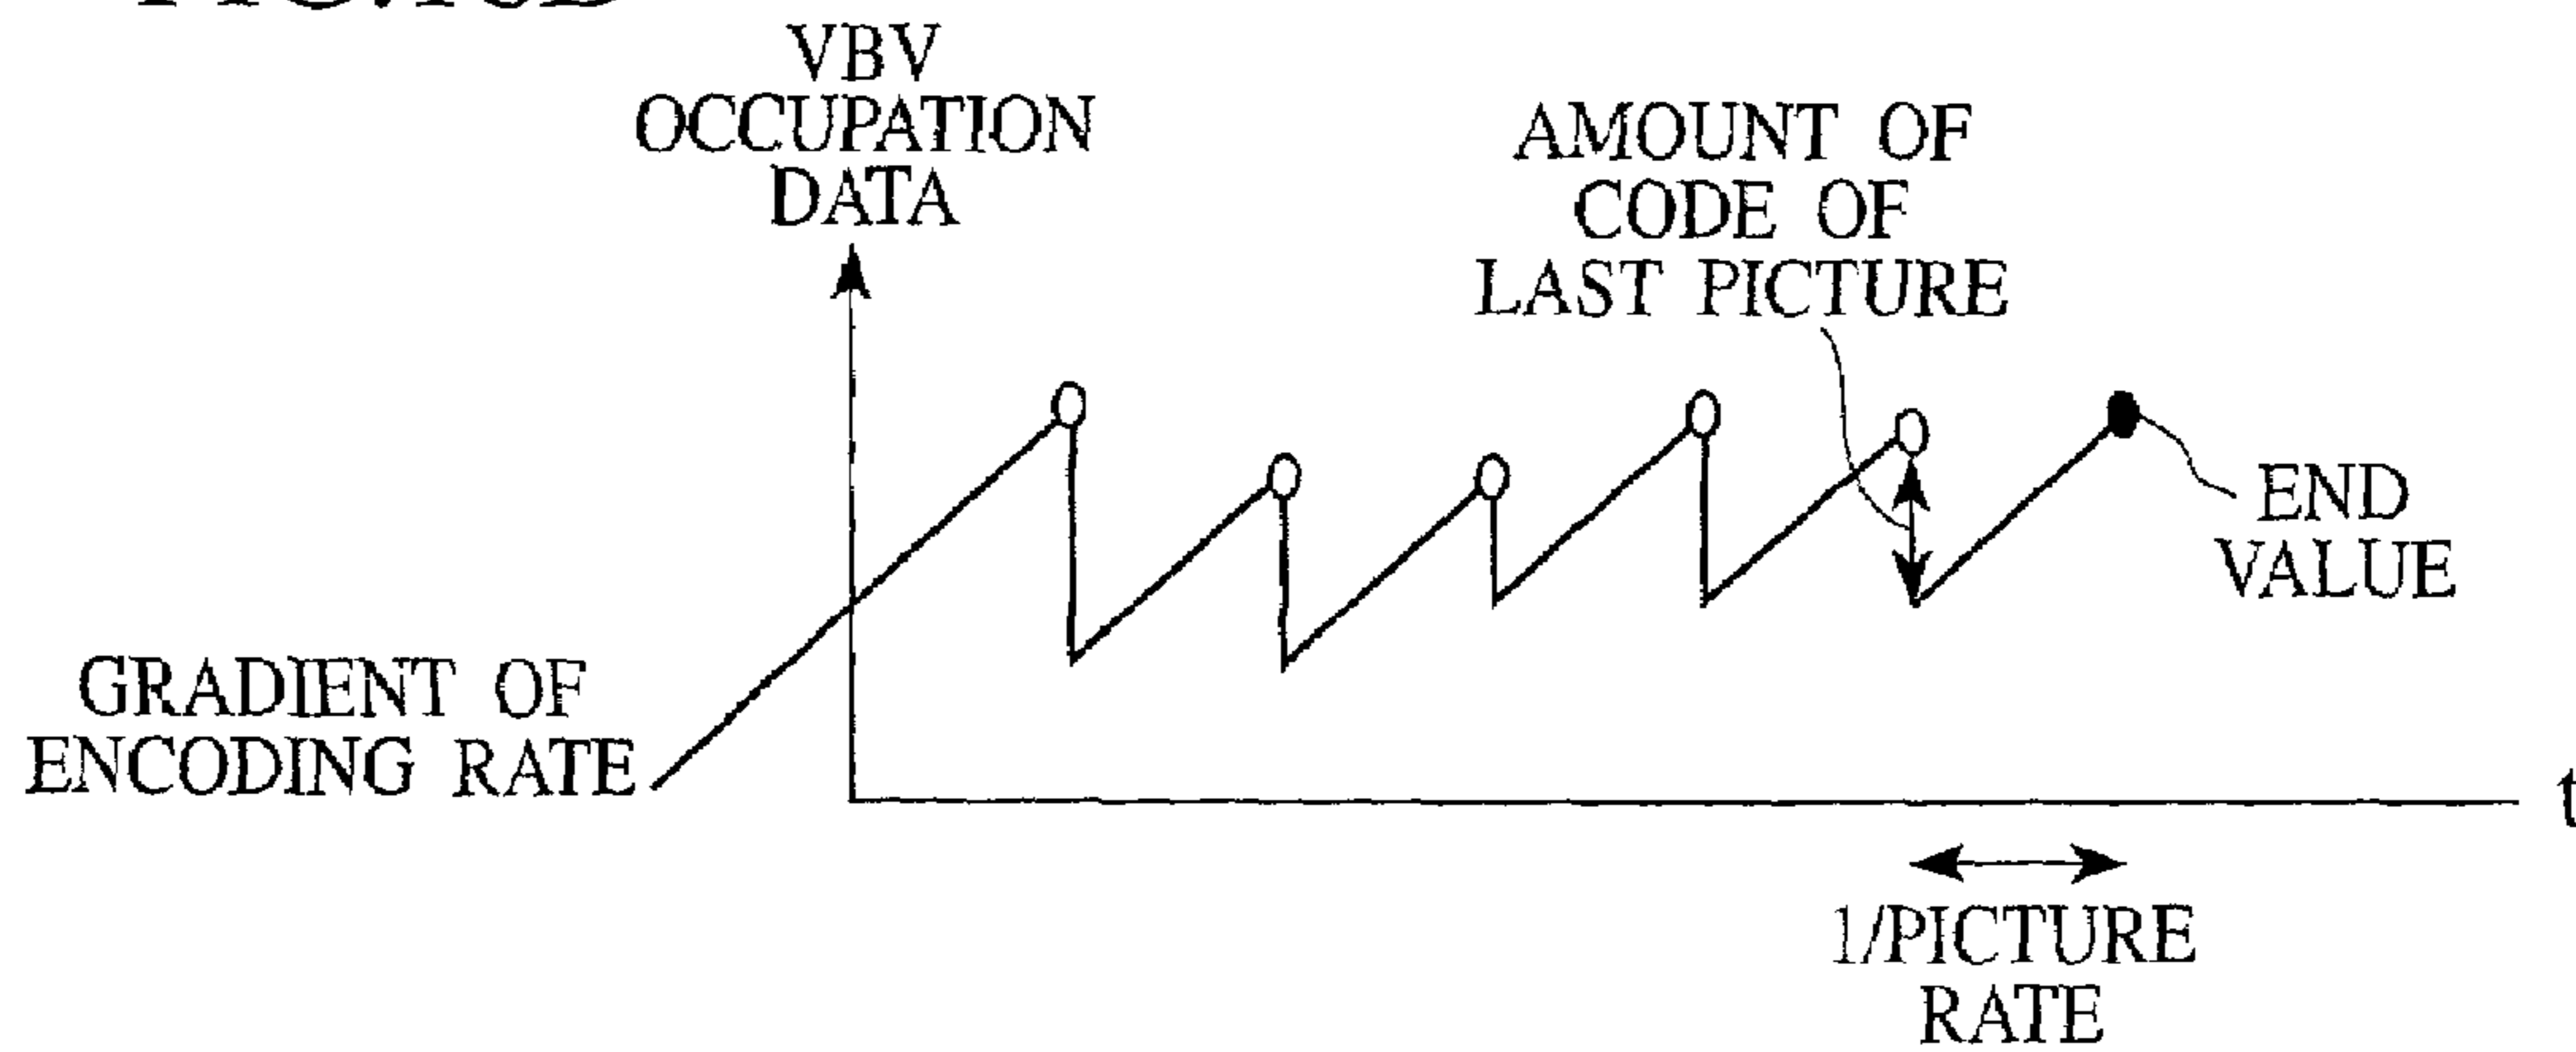 VBV
OCCUPATION
DATA
AMOUNT OF
CODE OF
LAST PICTURE
END
VALUE
GRADIENT OF
ENCODING RATE
t
1/PICTURE
RATE